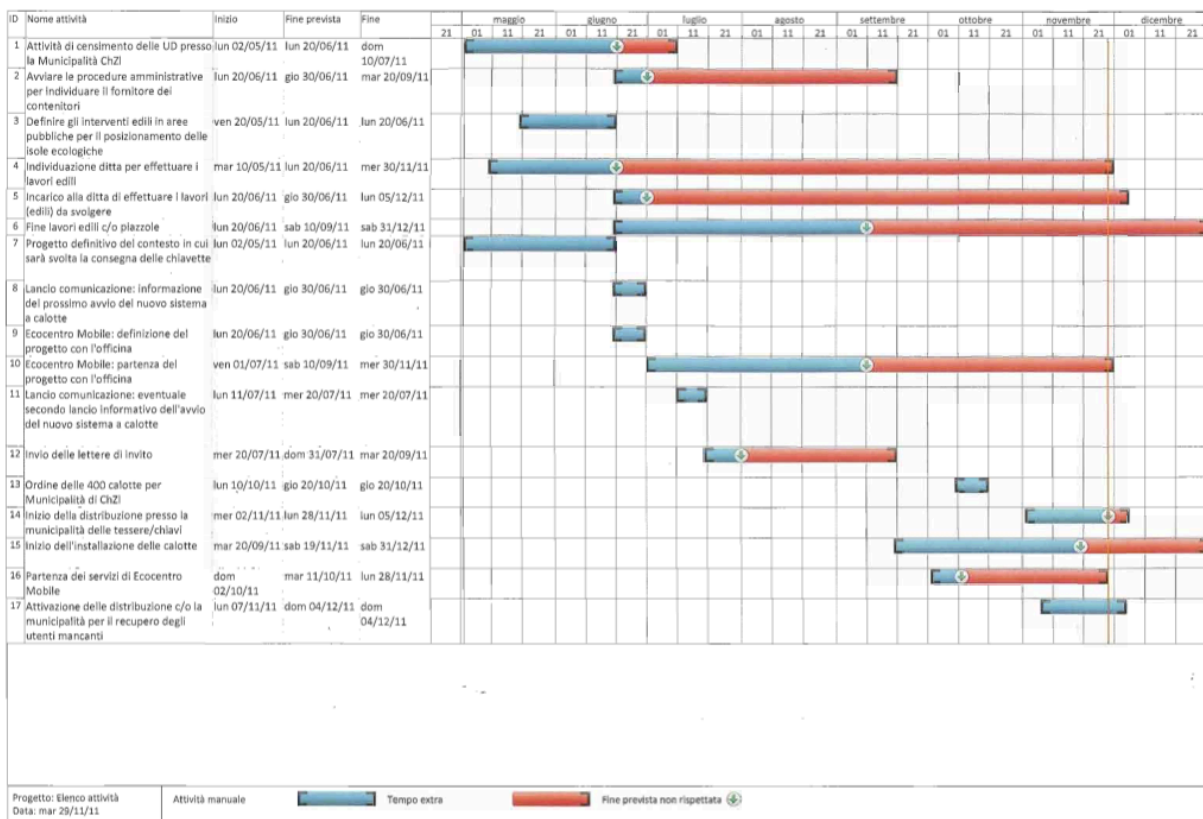 ID Nome attività Inizio Fine prevista Fine maggio giugno luglio agosto settembre ottobre novembre dicembre
21 01 11 21 01 11 21 01 11 21 01 11 21 01 11 21 01 11 21 01 11 21 01 11 21
1 Attività di censimento delle UD presso lun 02/05/11 lun 20/06/11 dom
la Municipalità ChZI 10/07/11
2 Avviare le procedure amministrative lun 20/06/11 gio 30/06/11 mar 20/09/11
per individuare il fornitore dei
contenitori
3 Definire gli interventi edili in aree ven 20/05/11 lun 20/06/11 lun 20/06/11
pubbliche per il posizionamento delle
isole ecologiche
4 Individuazione ditta per effettuare i mar 10/05/11 lun 20/06/11 mer 30/11/11
lavori edili
5 Incarico alla ditta di effettuare i lavori lun 20/06/11 gio 30/06/11 lun 05/12/11
(edili) da svolgere
6 Fine lavori edili c/o piazzole lun 20/06/11 sab 10/09/11 sab 31/12/11
7 Progetto definitivo del contesto in cui lun 02/05/11 lun 20/06/11 lun 20/06/11
sarà svolta la consegna delle chiavette
8 Lancio comunicazione: informazione lun 20/06/11 gio 30/06/11 gio 30/06/11
del prossimo avvio del nuovo sistema
a calotte
9 Ecocentro Mobile: definizione del lun 20/06/11 gio 30/06/11 gio 30/06/11
progetto con l'officina
10 Ecocentro Mobile: partenza del ven 01/07/11 sab 10/09/11 mer 30/11/11
progetto con l'officina
11 Lancio comunicazione: eventuale lun 11/07/11 mer 20/07/11 mer 20/07/11
secondo lancio informativo dell'avvio
del nuovo sistema a calotte
12 Invio delle lettere di invito mer 20/07/11 dom 31/07/11 mar 20/09/11
13 Ordine delle 400 calotte per lun 10/10/11 gio 20/10/11 gio 20/10/11
Municipalità di ChZI
14 Inizio della distribuzione presso la mer 02/11/11 lun 28/11/11 lun 05/12/11
municipalità delle tessere/chiavi
15 Inizio dell'installazione delle calotte mar 20/09/11 sab 19/11/11 sab 31/12/11
16 Partenza dei servizi di Ecocentro dom mar 11/10/11 lun 28/11/11
Mobile 02/10/11
17 Attivazione delle distribuzione c/o la lun 07/11/11 dom 04/12/11 dom
municipalità per il recupero degli 04/12/11
utenti mancanti
Progetto: Elenco attività Attività manuale Tempo extra Fine prevista non rispettata
Data: mar 29/11/11